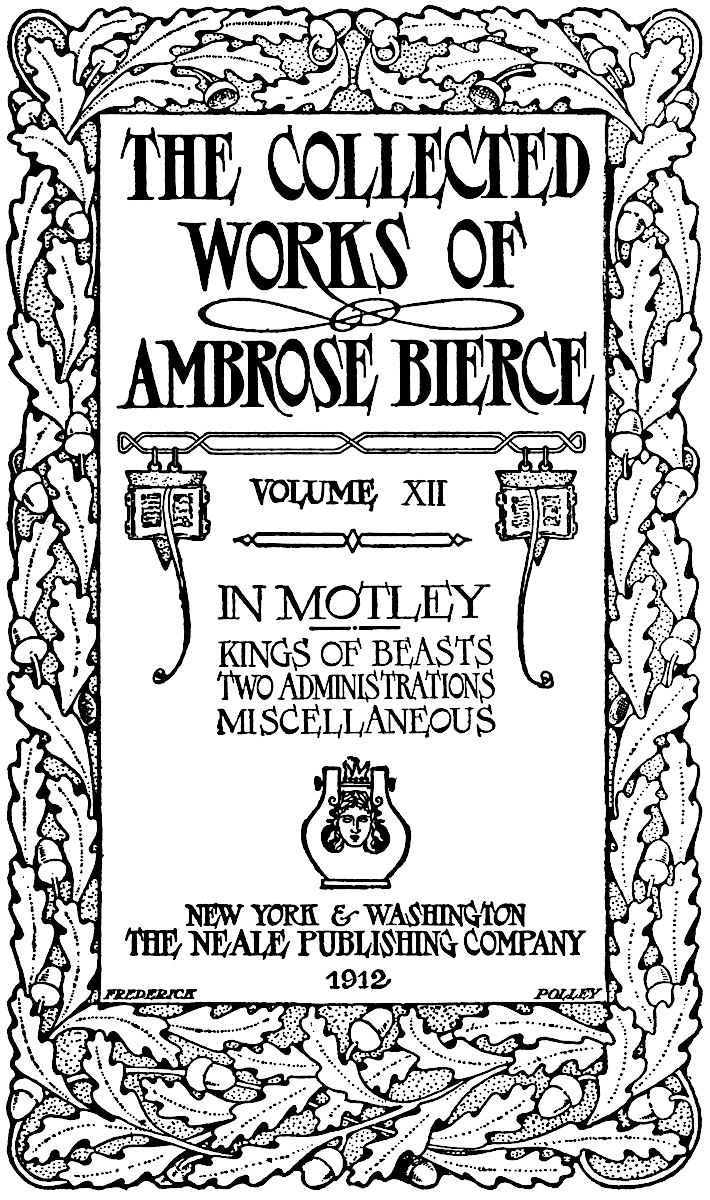 THE COLLECTED
WORKS OF
AMBROSE BIERCE
VOLUME XII
IN MOTLEY
KINGS OF BEASTS
TWO ADMINISTRATIONS
MISCELLANEOUS
NEW YORK & WASHINGTON
THE NEALE PUBLISHING COMPANY
1912
FREDERICK POLLEY